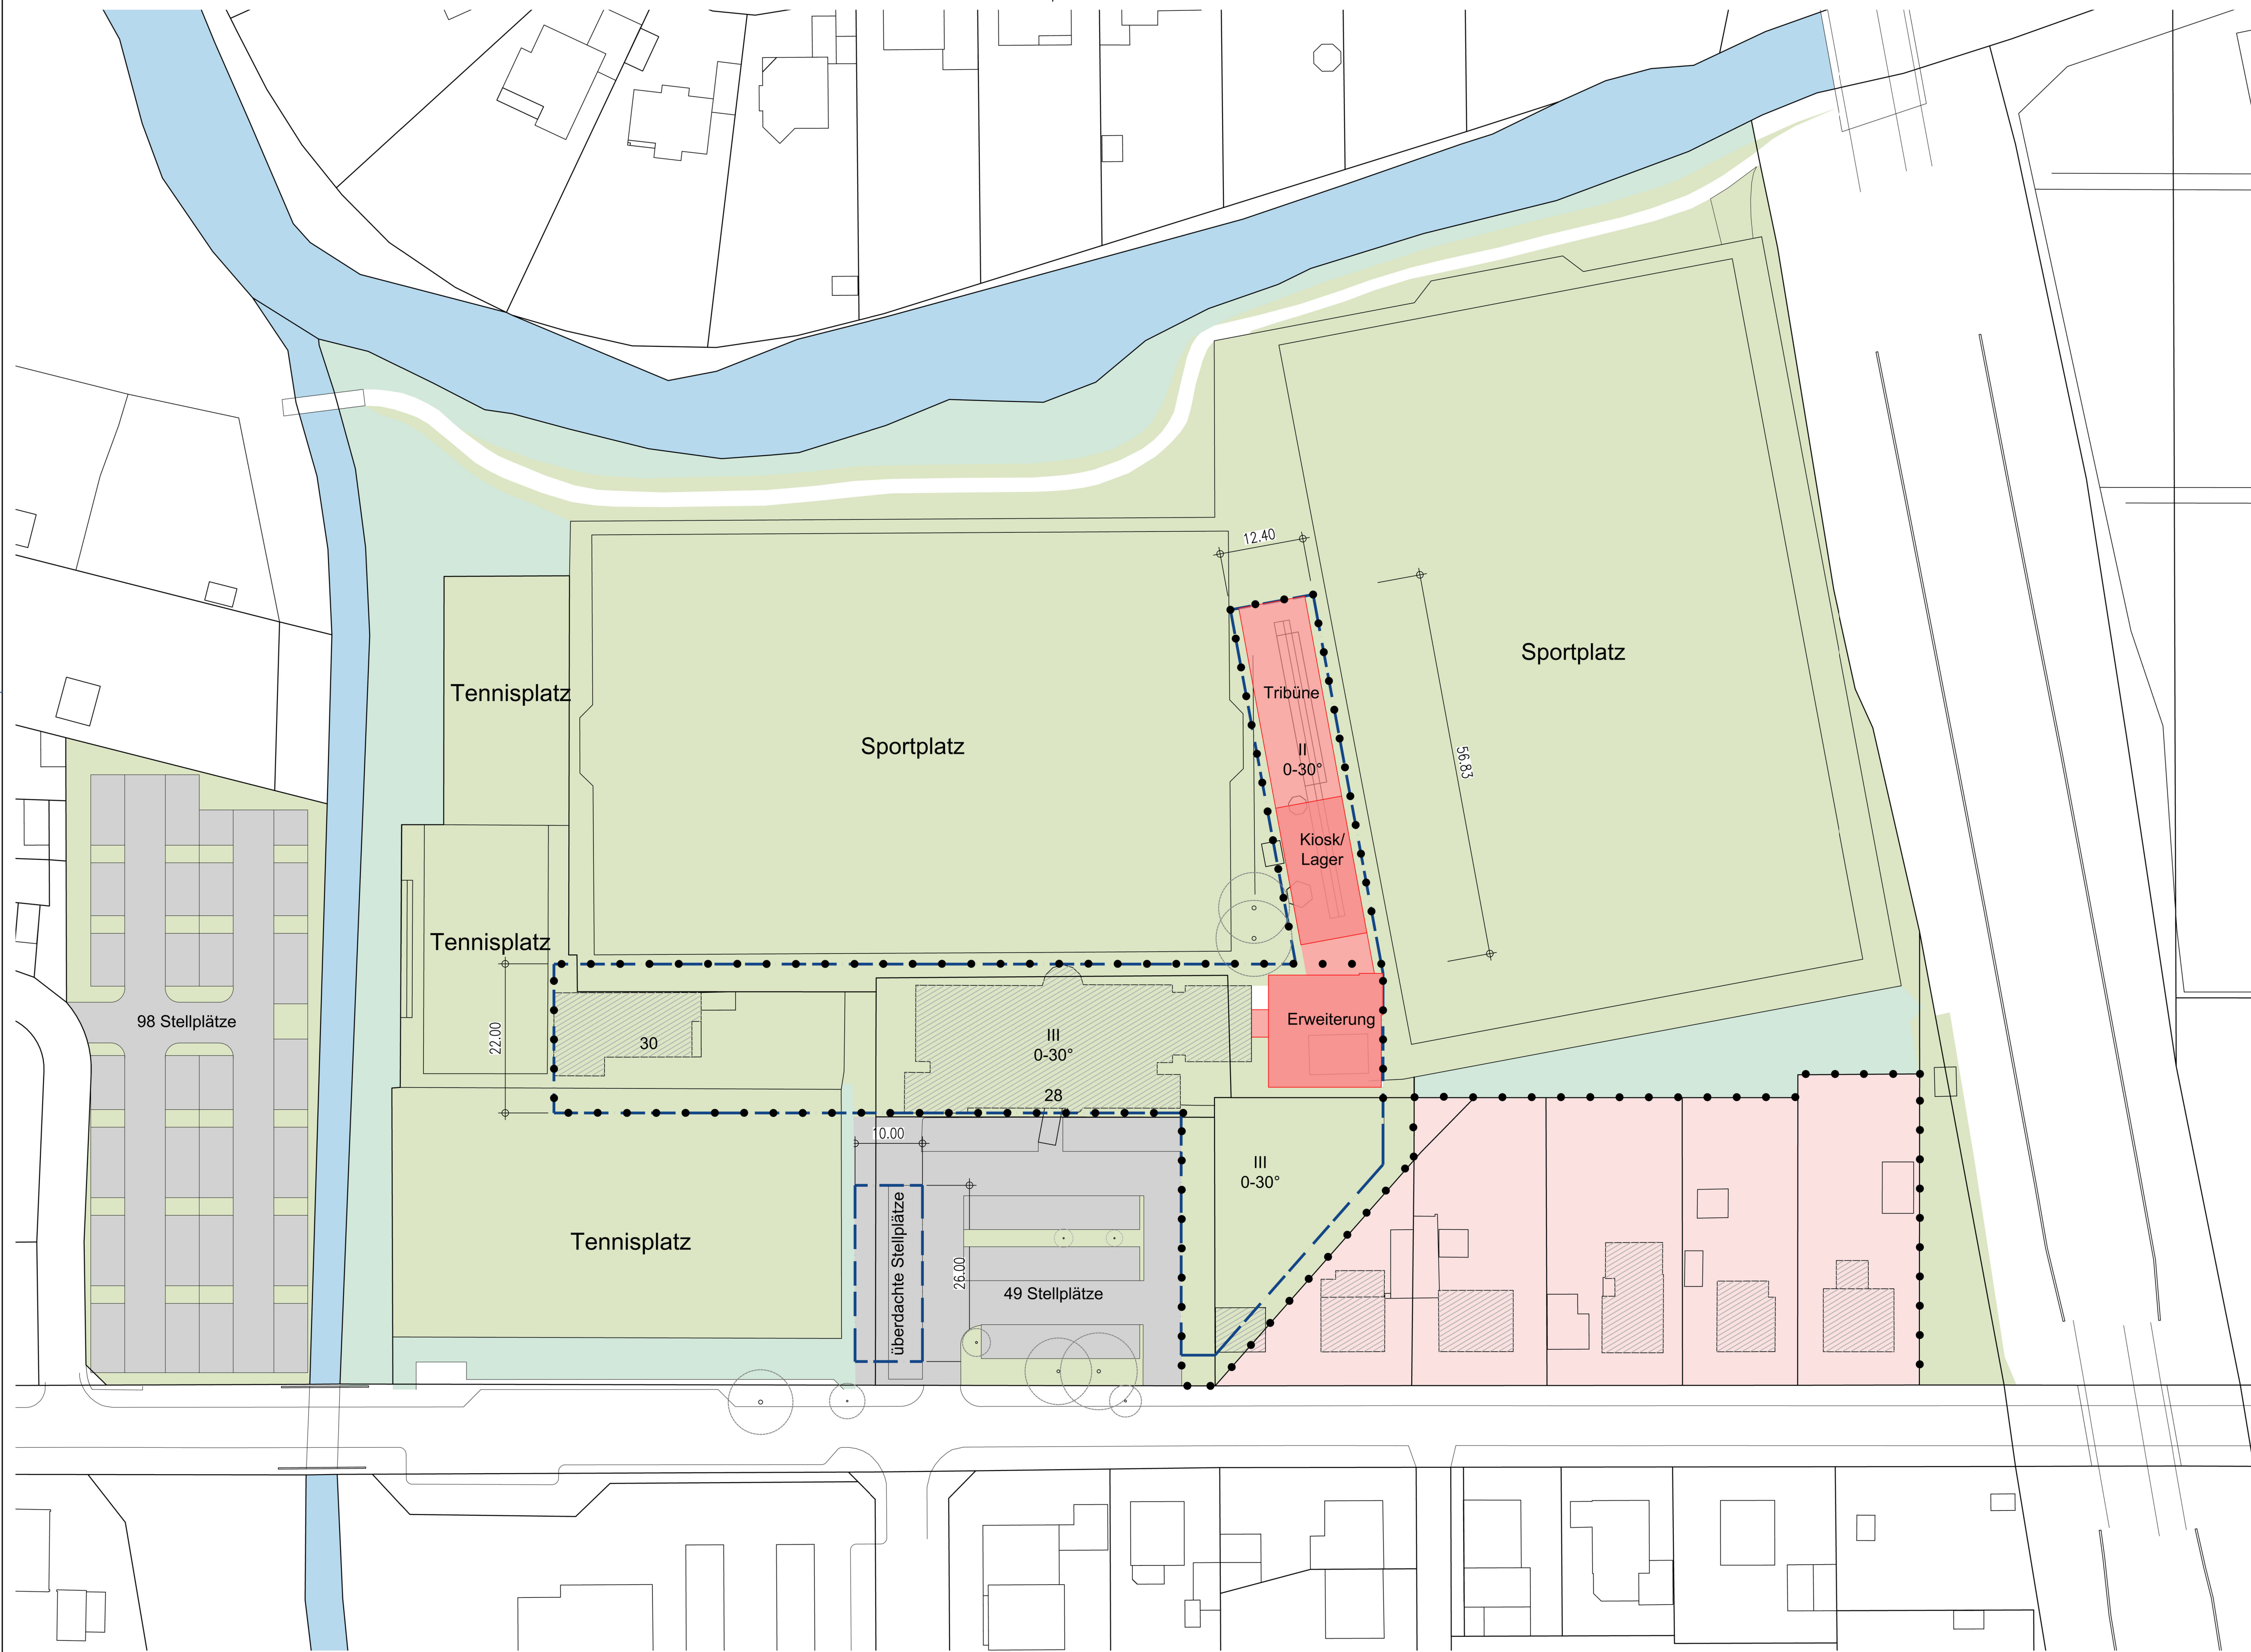 12.40
Sportplatz
Tribüne
Tennisplatz
Sportplatz
II
0-30°
56.83
Kiosk/
Lager
Tennisplatz
98 Stellplätze
Erweiterung
22.00
30
III
0-30°
28
10.00
III
0-30°
Tennisplatz
überdachte Stellplätze
26.00
49 Stellplätze